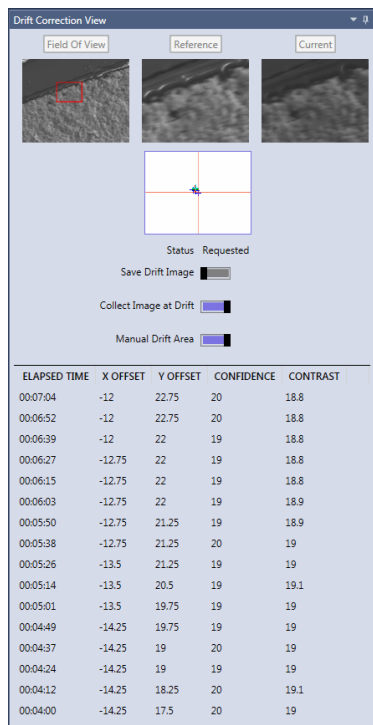 Drift Correction View
Field Of View Reference Current
Status Requested
Save Drift Image
Collect Image at Drift
Manual Drift Area
ELAPSED TIME X OFFSET Y OFFSET CONFIDENCE CONTRAST
00:07:04 -12 22.75 20 18.8
00:06:52 -12 22.75 20 18.8
00:06:39 -12 22 19 18.8
00:06:27 -12.75 22 19 18.8
00:06:15 -12.75 22 19 18.8
00:06:03 -12.75 22 19 18.9
00:05:50 -12.75 21.25 19 18.9
00:05:38 -12.75 21.25 20 19
00:05:26 -13.5 21.25 19 19
00:05:14 -13.5 20.5 19 19.1
00:05:01 -13.5 19.75 19 19
00:04:49 -14.25 19.75 19 19
00:04:37 -14.25 19 20 19
00:04:24 -14.25 19 19 19
00:04:12 -14.25 18.25 20 19.1
00:04:00 -14.25 17.5 20 19